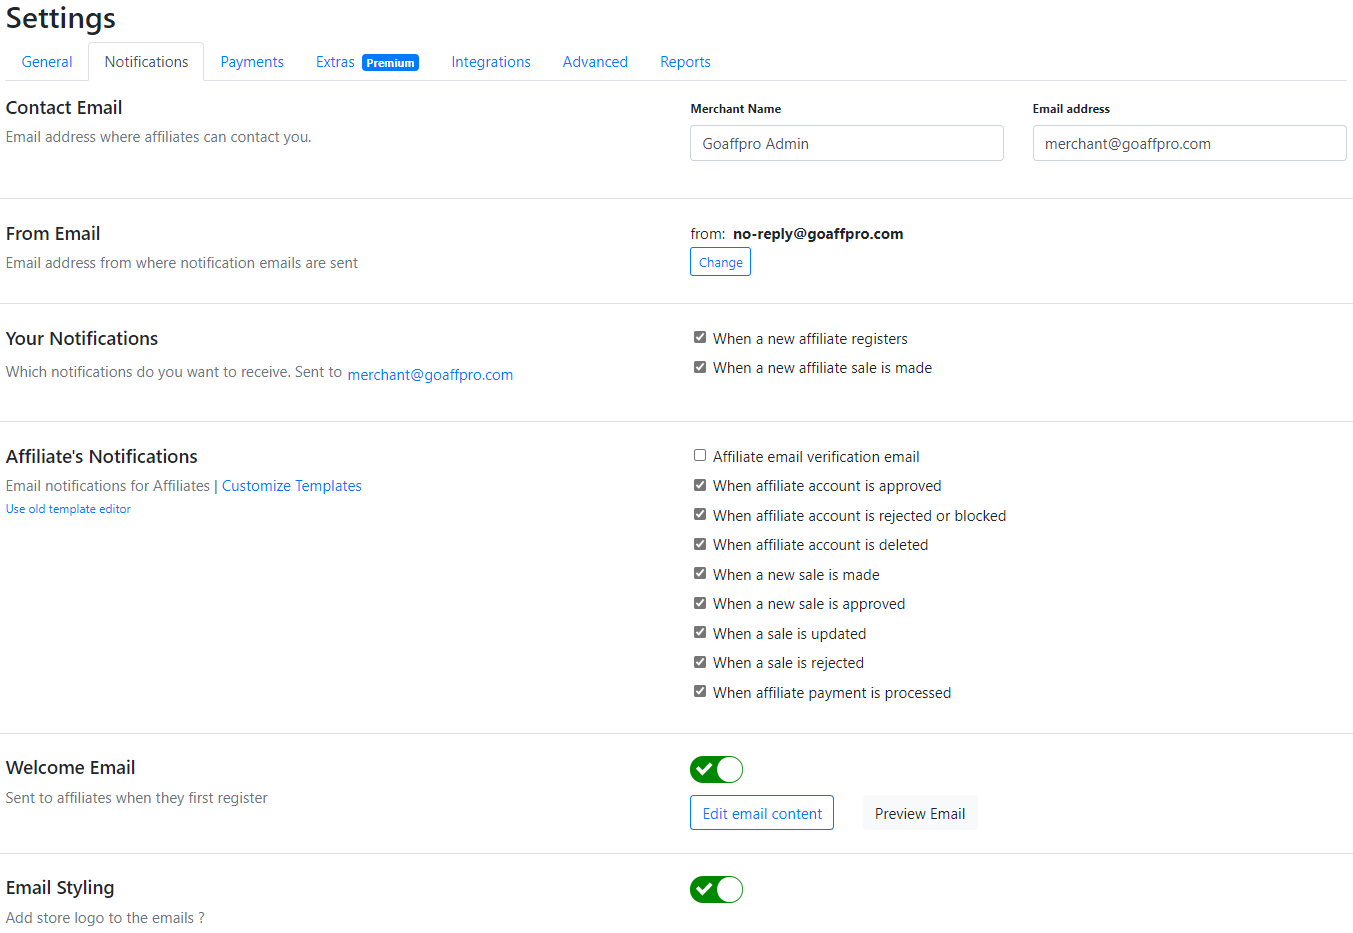 Settings
General Notifications Payments Extras Premium Integrations Advanced Reports
Contact Email
Email address where affiliates can contact you.
Merchant Name
Goaffpro Admin
Email address
merchant@goaffpro.com
From Email
Email address from where notification emails are sent
from: no-reply@goaffpro.com
Change
Your Notifications
Which notifications do you want to receive. Sent to merchant@goaffpro.com
When a new affiliate registers
When a new affiliate sale is made
Affiliate's Notifications
Email notifications for Affiliates | Customize Templates
Use old template editor
Affiliate email verification email
When affiliate account is approved
When affiliate account is rejected or blocked
When affiliate account is deleted
When a new sale is made
When a new sale is approved
When a sale is updated
When a sale is rejected
When affiliate payment is processed
Welcome Email
Sent to affiliates when they first register
Edit email content
Preview Email
Email Styling
Add store logo to the emails ?